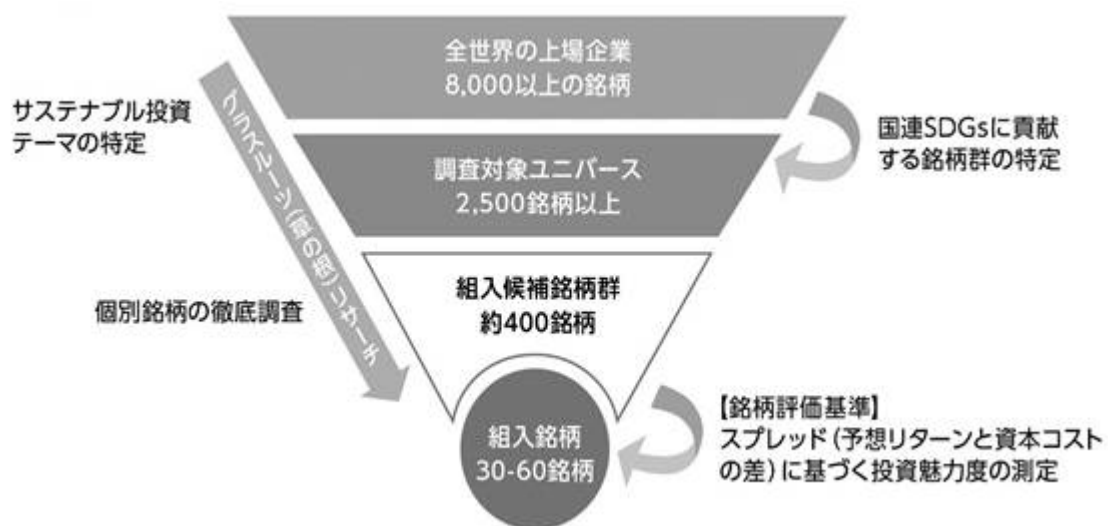 全世界の上場企業
8,000以上の銘柄
サステナブル投資
テーマの特定
グラスルーツ(草の根)リサーチ
国連SDGsに貢献
する銘柄群の特定
調査対象ユニバース
2,500銘柄以上
組入候補銘柄群
約400銘柄
個別銘柄の徹底調査
組入銘柄
30-60銘柄
【銘柄評価基準】
スプレッド(予想リターンと資本コスト
の差)に基づく投資魅力度の測定